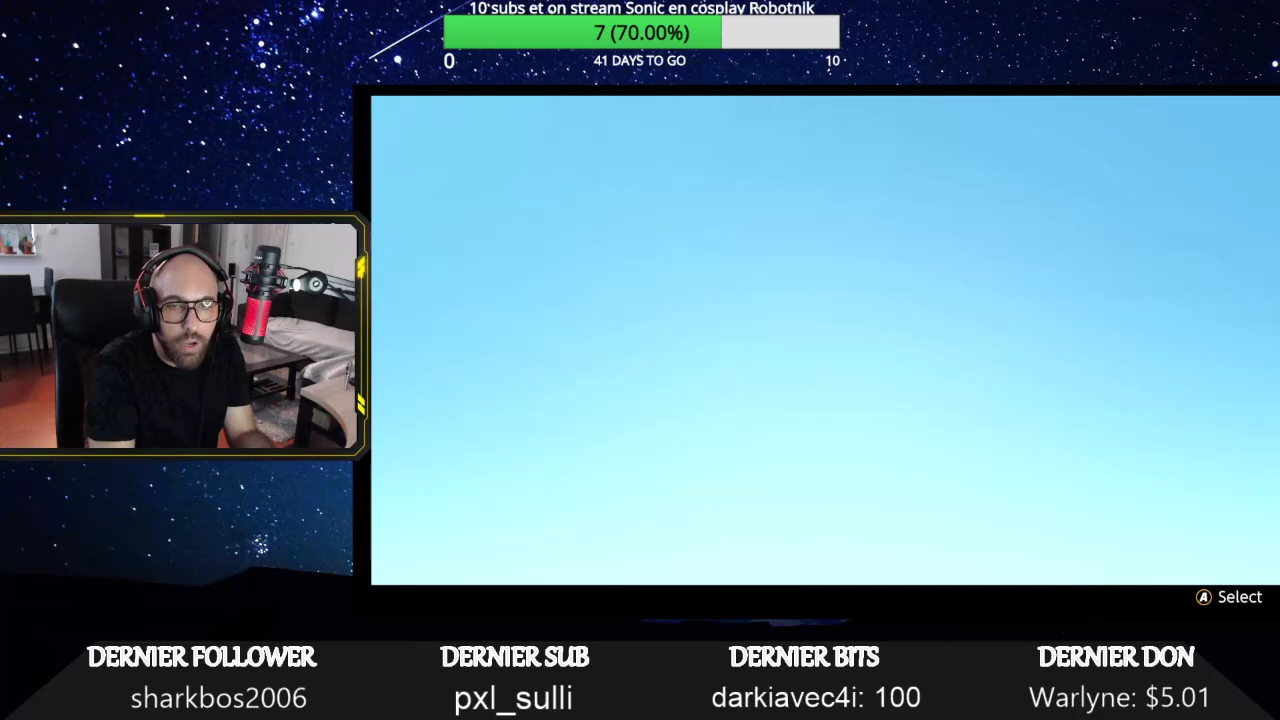 10 subs et on stream Sonic en cosplay Robotnik
7 (70.00%)
0
41 DAYS TO GO
10
A Select
DERNIER FOLLOWER
DERNIER SUB
DERNIER BITS
DERNIER DON
sharkbos2006
pxl_sulli
darkiavec4i: 100
Warlyne: $5.01